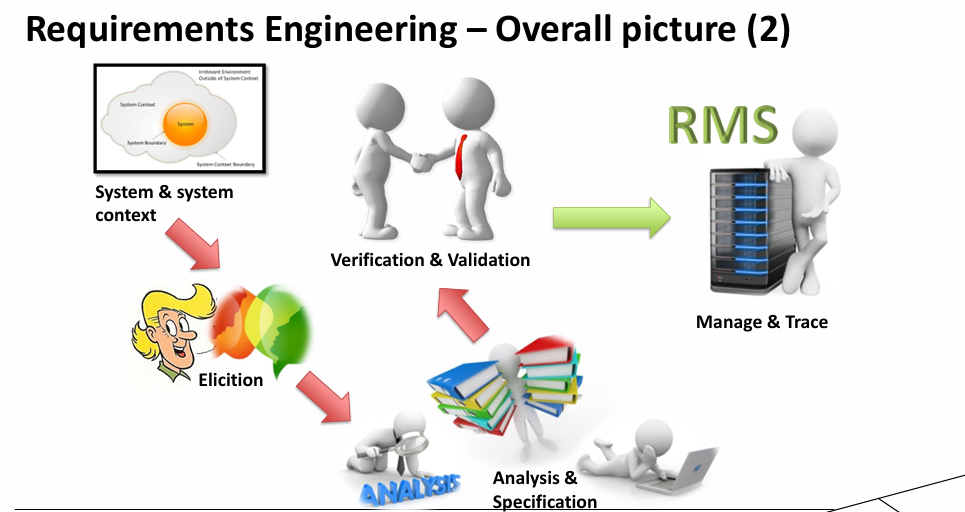 Requirements Engineering – Overall picture (2)
Irrelevant Environment
Outside of System Context
System Context
System
System Boundary
System Context Boundary
System & system
context
Verification & Validation
RMS
Manage & Trace
Elicition
ANALYSIS
Analysis &
Specification